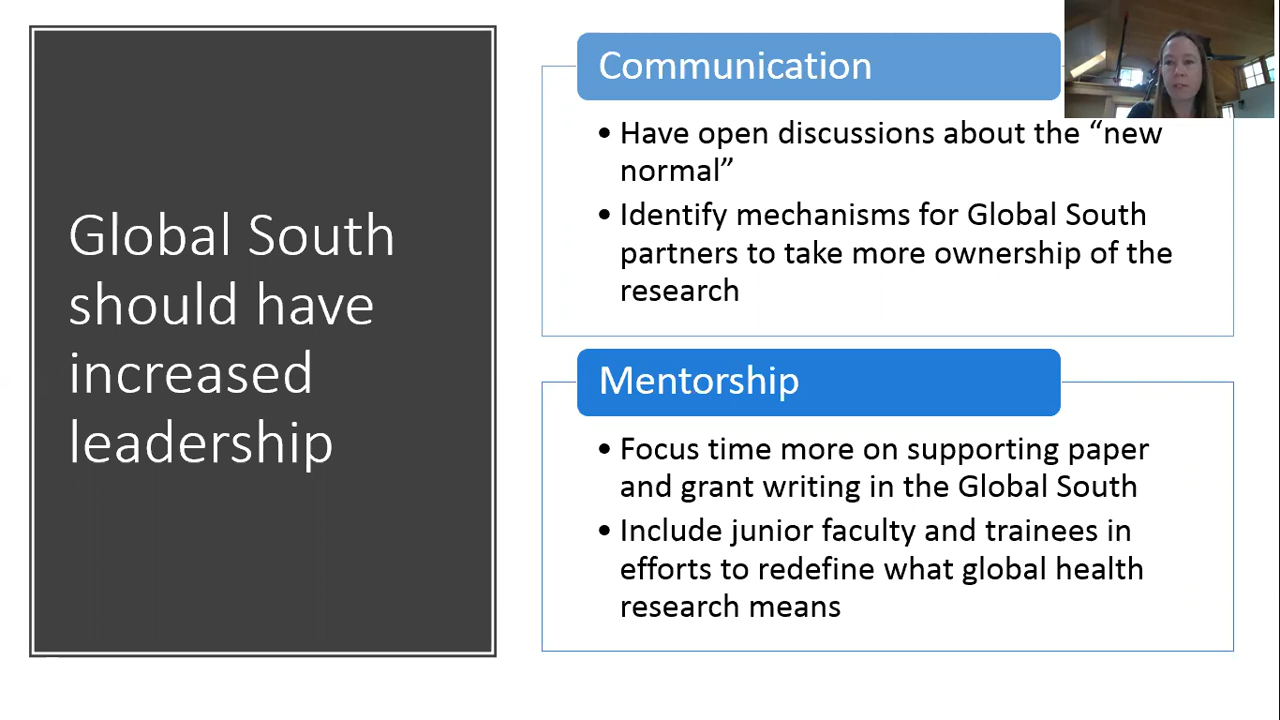 Global South
should have
increased
leadership
Communication
• Have open discussions about the “new
normal”
• Identify mechanisms for Global South
partners to take more ownership of the
research
Mentorship
• Focus time more on supporting paper
and grant writing in the Global South
• Include junior faculty and trainees in
efforts to redefine what global health
research means